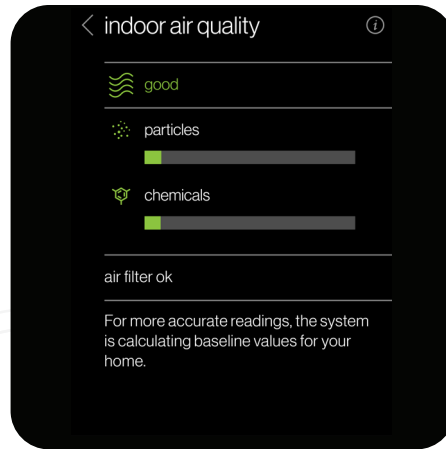 indoor air quality
good
particles
chemicals
air filter ok
For more accurate readings, the system
is calculating baseline values for your
home.